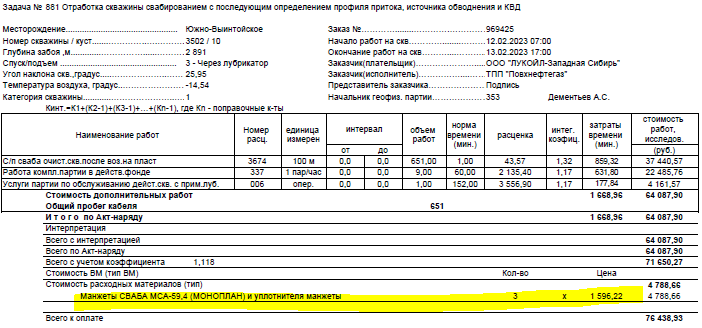 Задача № 881 Отработка скважины свабированием с последующим определением профиля притока, источника обводнения и КВД
Месторождение............................Южно-Выинтойское Заказ №.............................969425
Номер скважины / куст....................3502 / 10 Начало работ на скв..............12.02.2023 07:00
Глубина забоя ,м.........................2 891 Окончание работ на скв...........13.02.2023 17:00
Спуск/подъем ............................3 - Через лубрикатор Заказчик(плательщик)..............ООО "ЛУКОЙЛ-Западная Сибирь"
Угол наклона скв.,градус.................25,95 Заказчик(исполнитель)............ТПП "Повхнефтегаз"
Температура воздуха, градус..............-14,54 Представитель заказчика..........Подпись
Категория скважины.......................1 Начальник геофиз. партии.........353 Дементьев А.С.
Кинт.=К1+(К2-1)+(К3-1)+…+(Кn-1), где Кn - поправочные к-ты
Наименование работ Номер расц. единица измерен интервал от до объем работ норма времени (мин.) расценка интег. коэфиц. затраты времени (мин.) стоимость работ, исследов. (руб.)
С/п сваба очист.скв.после воз.на пласт 3674 100 м 0,0 0,0 651,00 1,00 43,57 1,32 859,32 37 440,57
Работа компл.партии в действ.фонде 337 1 пар/час 0,0 0,0 9,00 60,00 2 135,40 1,17 631,80 22 485,76
Услуги партии по обслуживанию дейст.скв. с прим.луб. 006 опер. 0,0 0,0 1,00 152,00 3 556,90 1,17 177,84 4 161,57
Стоимость дополнительных работ 1 668,96 64 087,90
Общий пробег кабеля 651
И т о г о по Акт-наряду 1668,96 64 087,90
Интерпретация
Всего с интерпретацией 64 087,90
Всего по Акт-наряду 64 087,90
Всего с учетом коэффициента 1,118 71 650,27
Стоимость ВМ (тип ВМ) Кол-во Цена
Стоимость расходных материалов (тип) 4 788,66
Манжеты СВАБА МСА-59,4 (МОНОПЛАН) и уплотнителя манжеты 3 х 1 596,22 4 788,66
Всего к оплате 76 438,93